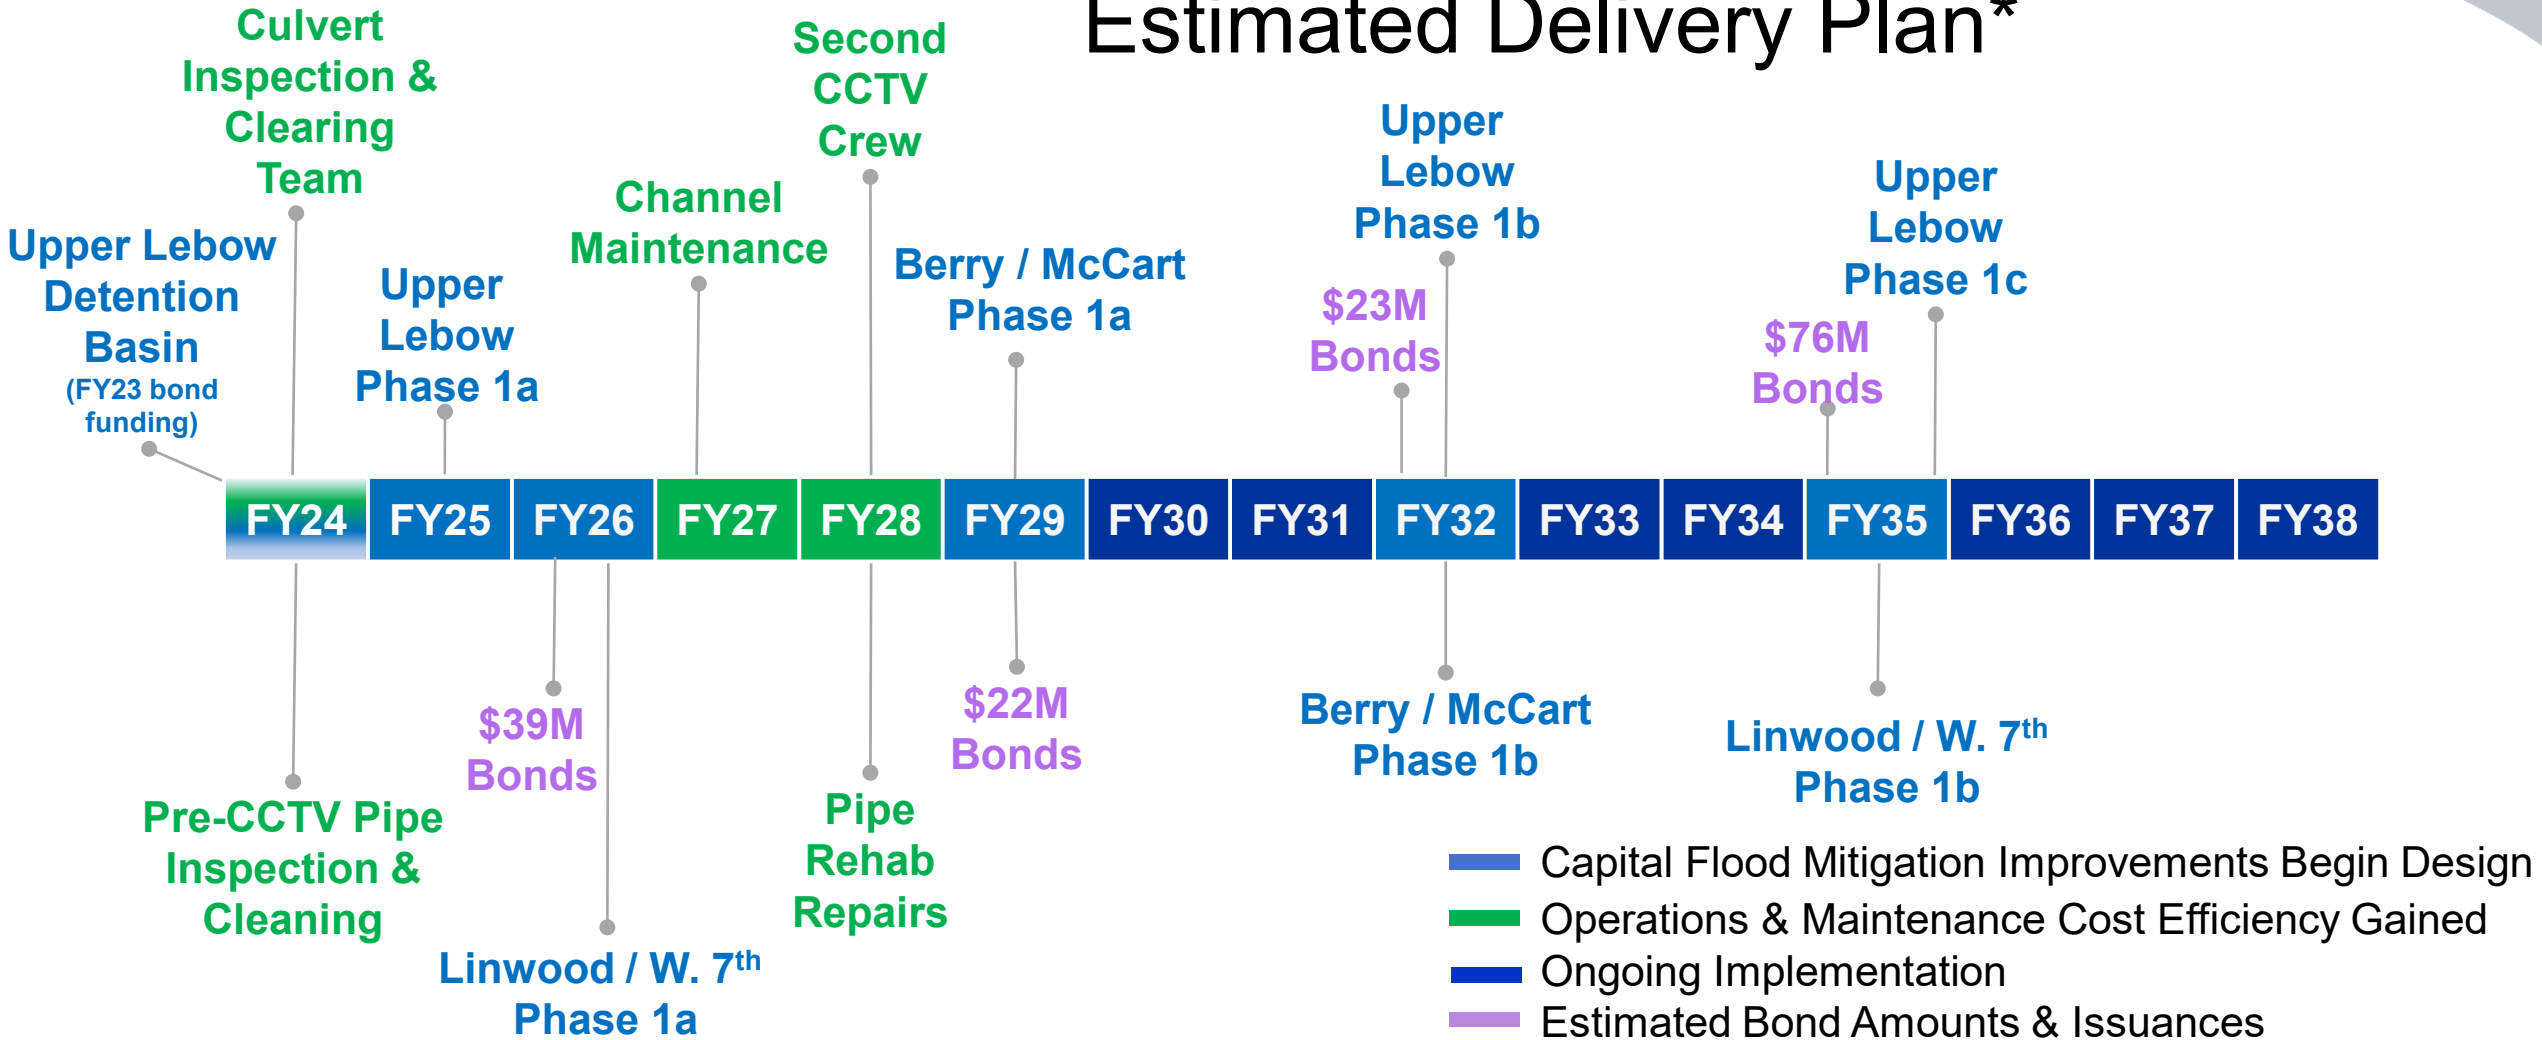 Estimated Delivery Plan*
Culvert
Inspection &
Clearing
Team
Second
CCTV
Crew
Upper
Lebow
Phase 1b
Upper
Lebow
Phase 1c
Channel
Maintenance
Upper Lebow
Detention
Basin
(FY23 bond
funding)
Upper
Lebow
Phase 1a
Berry / McCart
Phase 1a
$23M
Bonds
$76M
Bonds
FY24 FY25 FY26 FY27 FY28 FY29 FY30 FY31 FY32 FY33 FY34 FY35 FY36 FY37 FY38
$39M
Bonds
$22M
Bonds
Berry / McCart
Phase 1b
Linwood / W. 7th
Phase 1b
Pre-CCTV Pipe
Inspection &
Cleaning
Pipe
Rehab
Repairs
Linwood / W. 7th
Phase 1a
Capital Flood Mitigation Improvements Begin Design
Operations & Maintenance Cost Efficiency Gained
Ongoing Implementation
Estimated Bond Amounts & Issuances